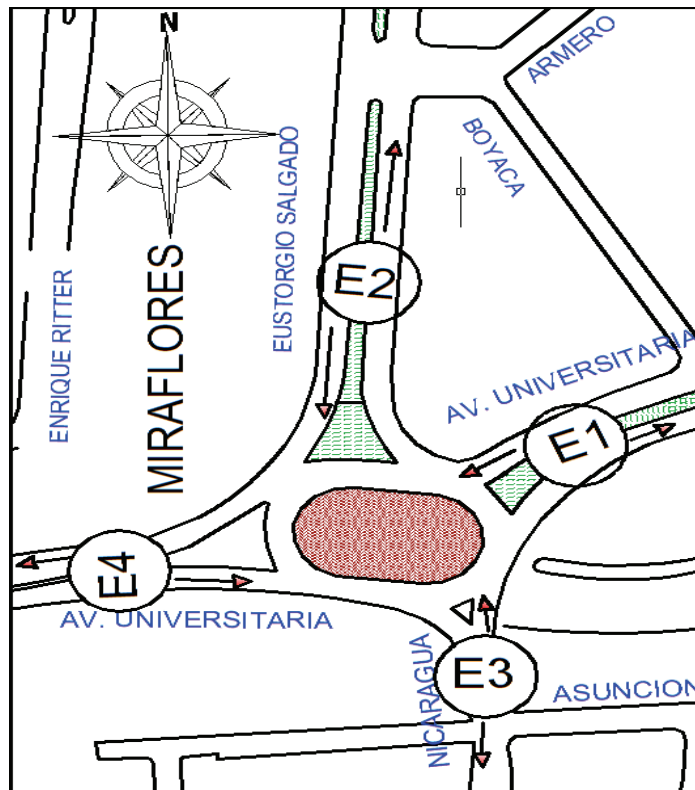 N
ARMERO
BOYACA
EUSTORGIO SALGADO
E2
MIRAFLORES
ENRIQUE RITTER
AV. UNIVERSITARIA
E1
E4
AV. UNIVERSITARIA
NICARAGUA
E3
ASUNCION